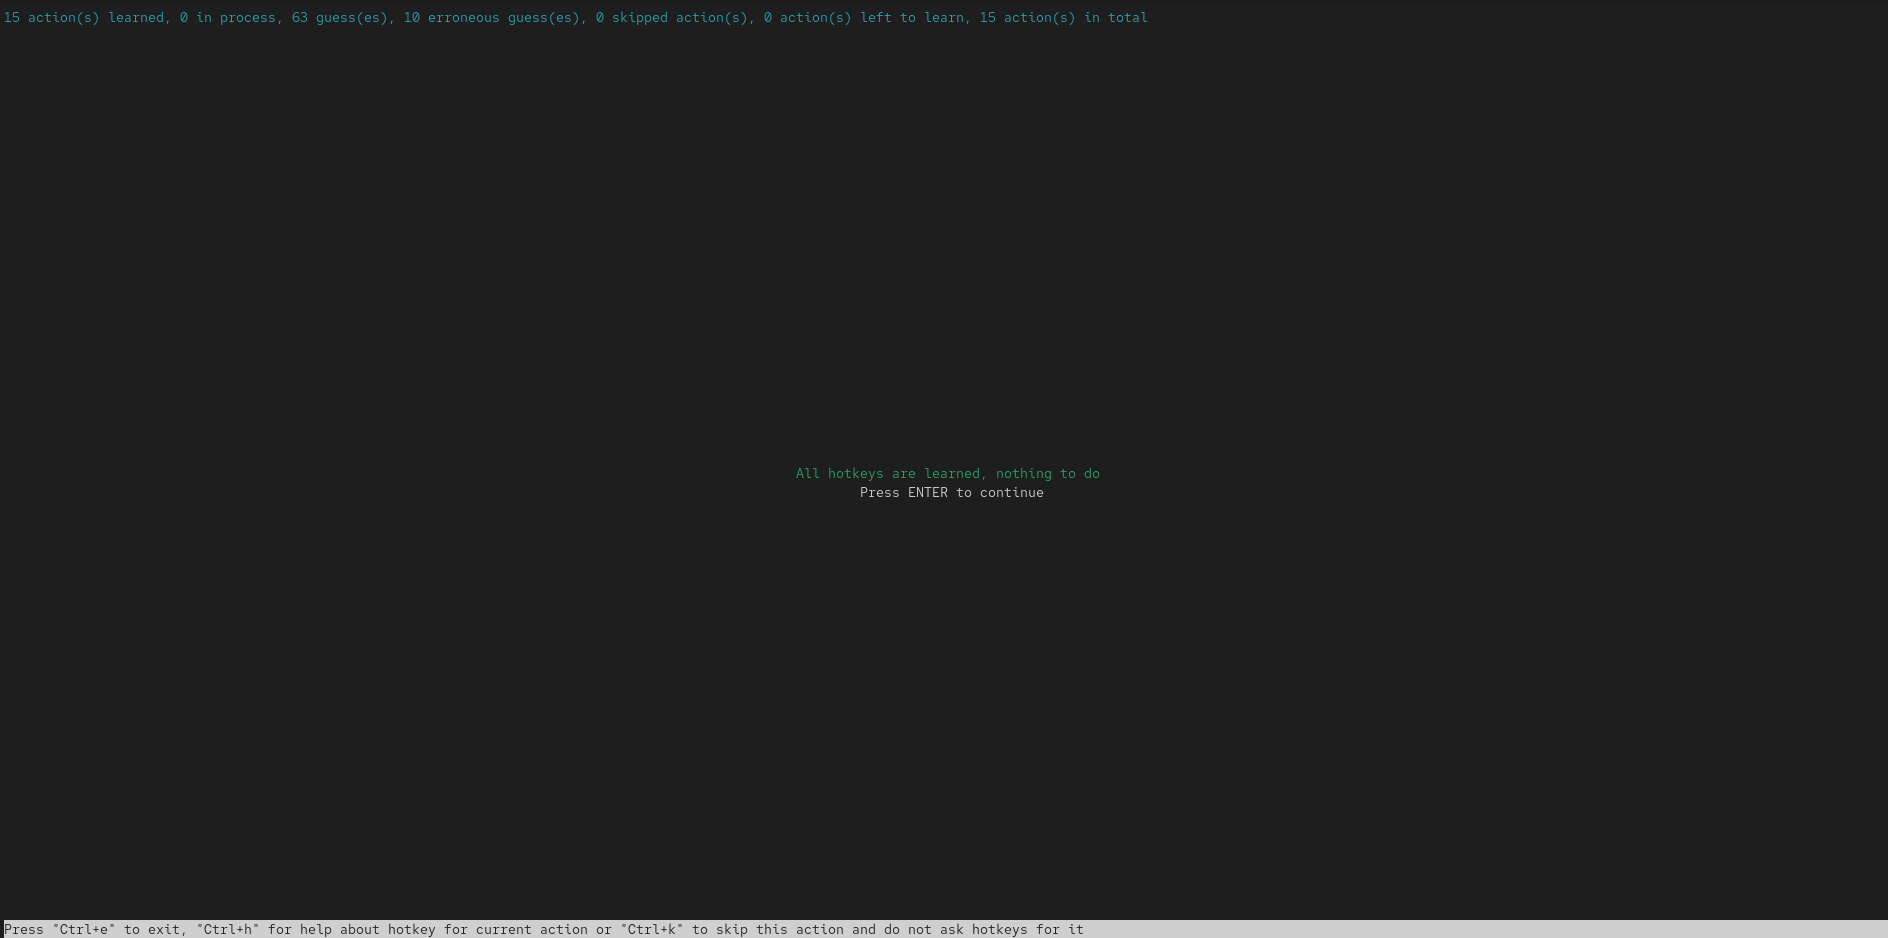 15 action(s) learned, 0 in process, 63 guess(es), 10 erroneous guess(es), 0 skipped action(s), 0 action(s) left to learn, 15 action(s) in total
All hotkeys are learned, nothing to do
Press ENTER to continue
Press "Ctrl+e" to exit, "Ctrl+h" for help about hotkey for current action or "Ctrl+k" to skip this action and do not ask hotkeys for it